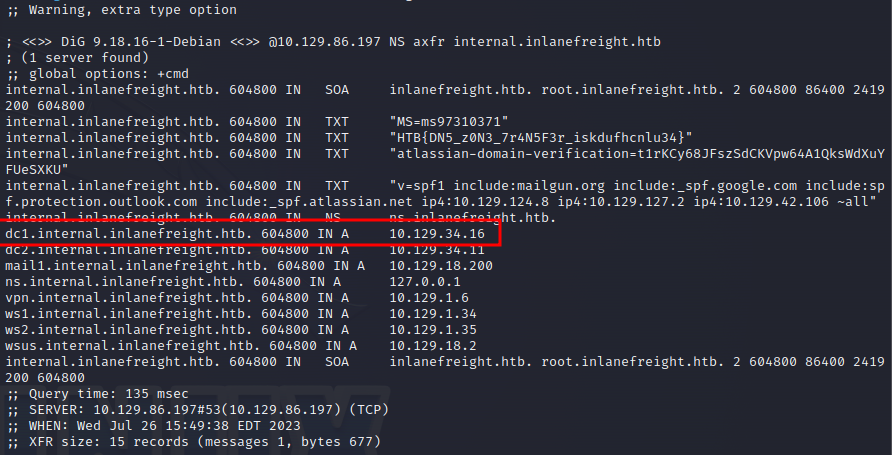 ;; Warning, extra type option
; <<>> DiG 9.18.16-1-Debian <<>> @10.129.86.197 NS axfr internal.inlanefreight.htb
; (1 server found)
;; global options: +cmd
internal.inlanefreight.htb. 604800 IN SOA inlanefreight.htb. root.inlanefreight.htb. 2 604800 86400 2419
200 604800
internal.inlanefreight.htb. 604800 IN TXT "MS=ms97310371"
internal.inlanefreight.htb. 604800 IN TXT "HTB{DN5_z0N3_7r4N5F3r_iskdufhcnlu34}"
internal.inlanefreight.htb. 604800 IN TXT "atlassian-domain-verification=t1rKCy68JFszSdCKVpw64A1QksWdXuY
FUeSXKU"
internal.inlanefreight.htb. 604800 IN TXT "v=spf1 include:mailgun.org include:_spf.google.com include:sp
f.protection.outlook.com include:_spf.atlassian.net ip4:10.129.124.8 ip4:10.129.127.2 ip4:10.129.42.106 ~all"
internal.inlanefreight.htb. 604800 IN NS ns.inlanefreight.htb.
dc1.internal.inlanefreight.htb. 604800 IN A 10.129.34.16
dc2.internal.inlanefreight.htb. 604800 IN A 10.129.34.11
mail1.internal.inlanefreight.htb. 604800 IN A 10.129.18.200
ns.internal.inlanefreight.htb. 604800 IN A 127.0.0.1
vpn.internal.inlanefreight.htb. 604800 IN A 10.129.1.6
ws1.internal.inlanefreight.htb. 604800 IN A 10.129.1.34
ws2.internal.inlanefreight.htb. 604800 IN A 10.129.1.35
wsus.internal.inlanefreight.htb. 604800 IN A 10.129.18.2
internal.inlanefreight.htb. 604800 IN SOA inlanefreight.htb. root.inlanefreight.htb. 2 604800 86400 2419
200 604800
;; Query time: 135 msec
;; SERVER: 10.129.86.197#53(10.129.86.197) (TCP)
;; WHEN: Wed Jul 26 15:49:38 EDT 2023
;; XFR size: 15 records (messages 1, bytes 677)